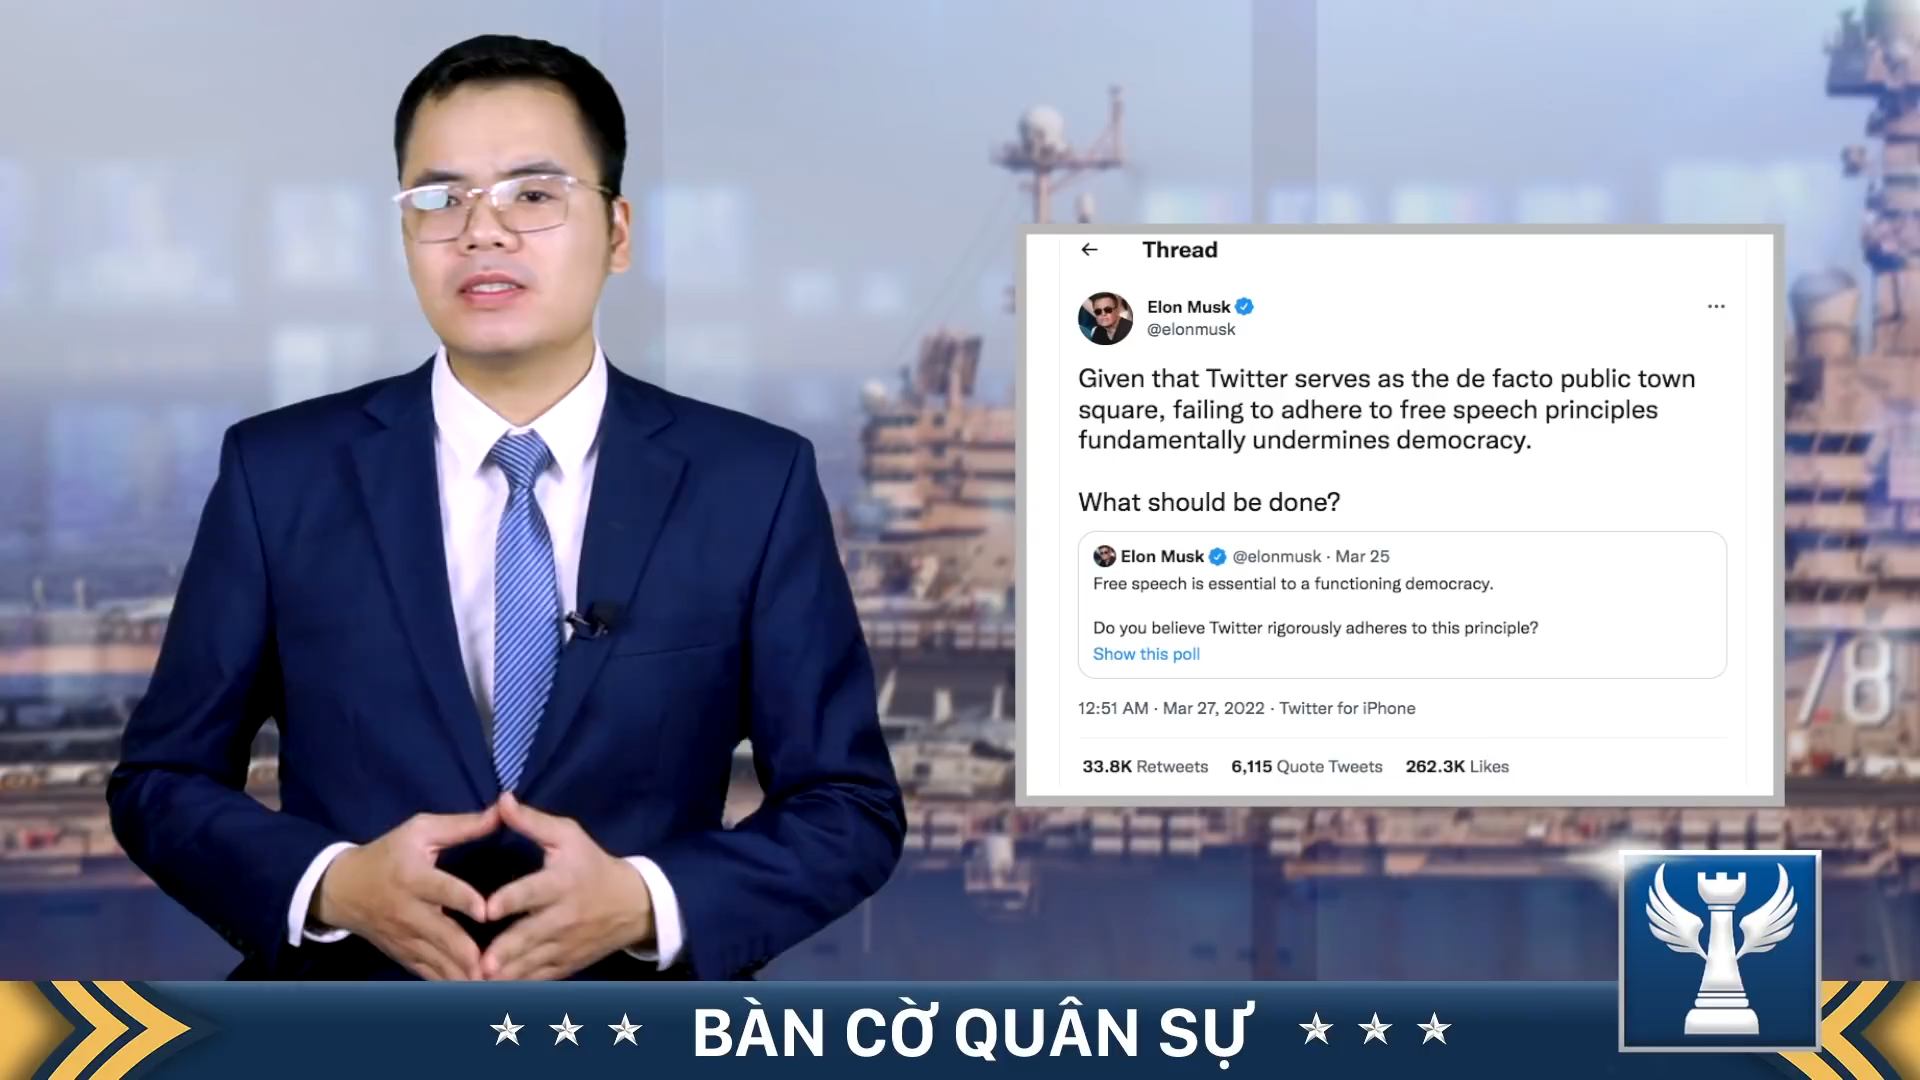 Thread
Elon Musk
@elonmusk
Given that Twitter serves as the de facto public town
square, failing to adhere to free speech principles
fundamentally undermines democracy.
What should be done?
Elon Musk @elonmusk · Mar 25
Free speech is essential to a functioning democracy.
Do you believe Twitter rigorously adheres to this principle?
Show this poll
12:51 AM · Mar 27, 2022 · Twitter for iPhone
33.8K Retweets 6,115 Quote Tweets 262.3K Likes
78
BÀN CỜ QUÂN SỰ